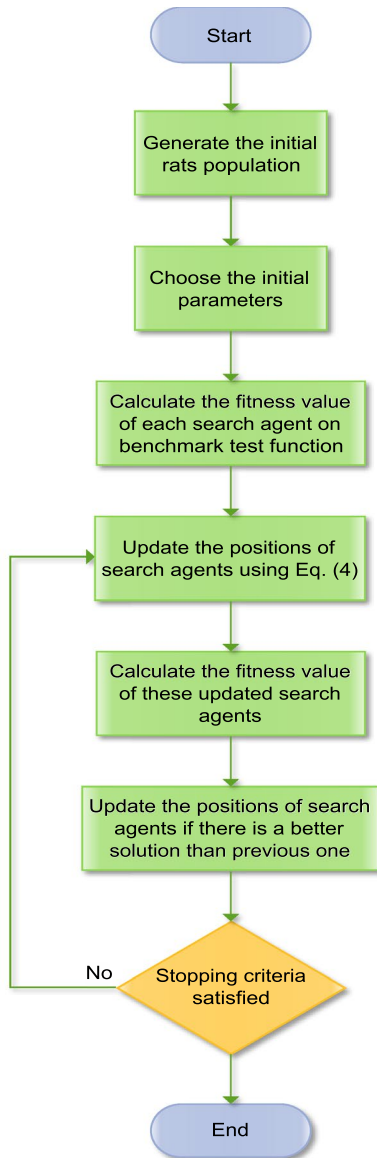 Start
Generate the initial
rats population
Choose the initial
parameters
Calculate the fitness value
of each search agent on
benchmark test function
Update the positions of
search agents using Eq. (4)
Calculate the fitness value
of these updated search
agents
Update the positions of search
agents if there is a better
solution than previous one
No
Stopping criteria
satisfied
End